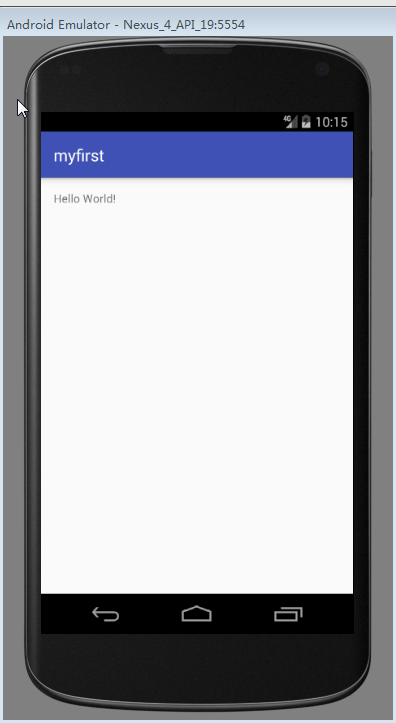 Android Emulator - Nexus_4_API_19:5554
4G 10:15
myfirst
Hello World!